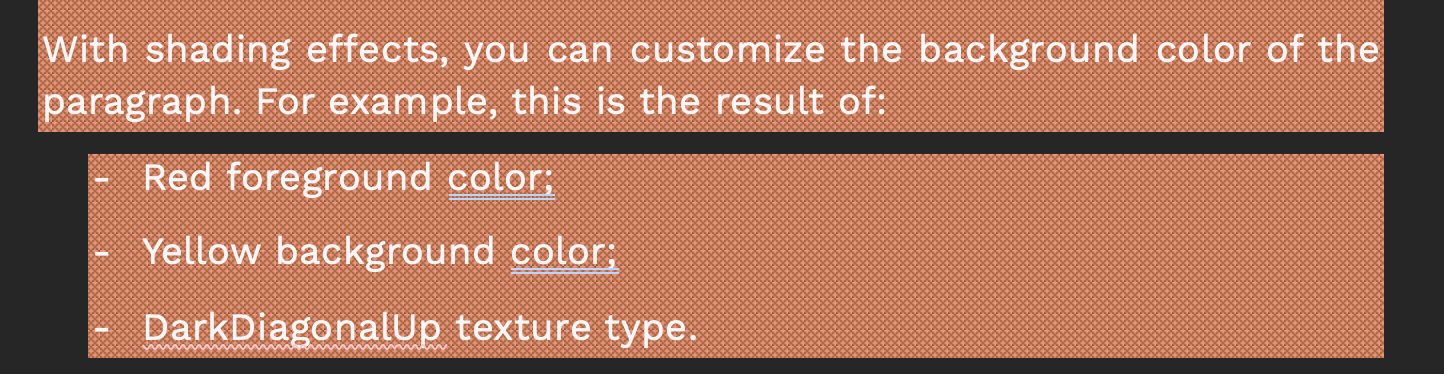 With shading effects, you can customize the background color of the
paragraph. For example, this is the result of:
- Red foreground color;
- Yellow background color;
- DarkDiagonalUp texture type.